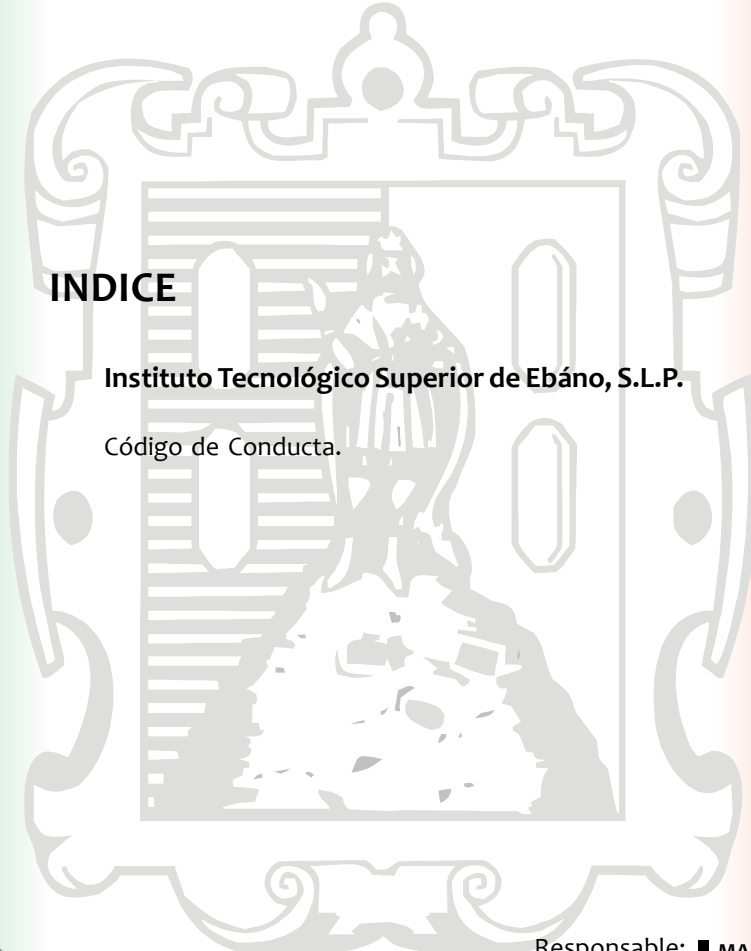 INDICE
Instituto Tecnológico Superior de Ebáno, S.L.P.
Código de Conducta.
Responsable: